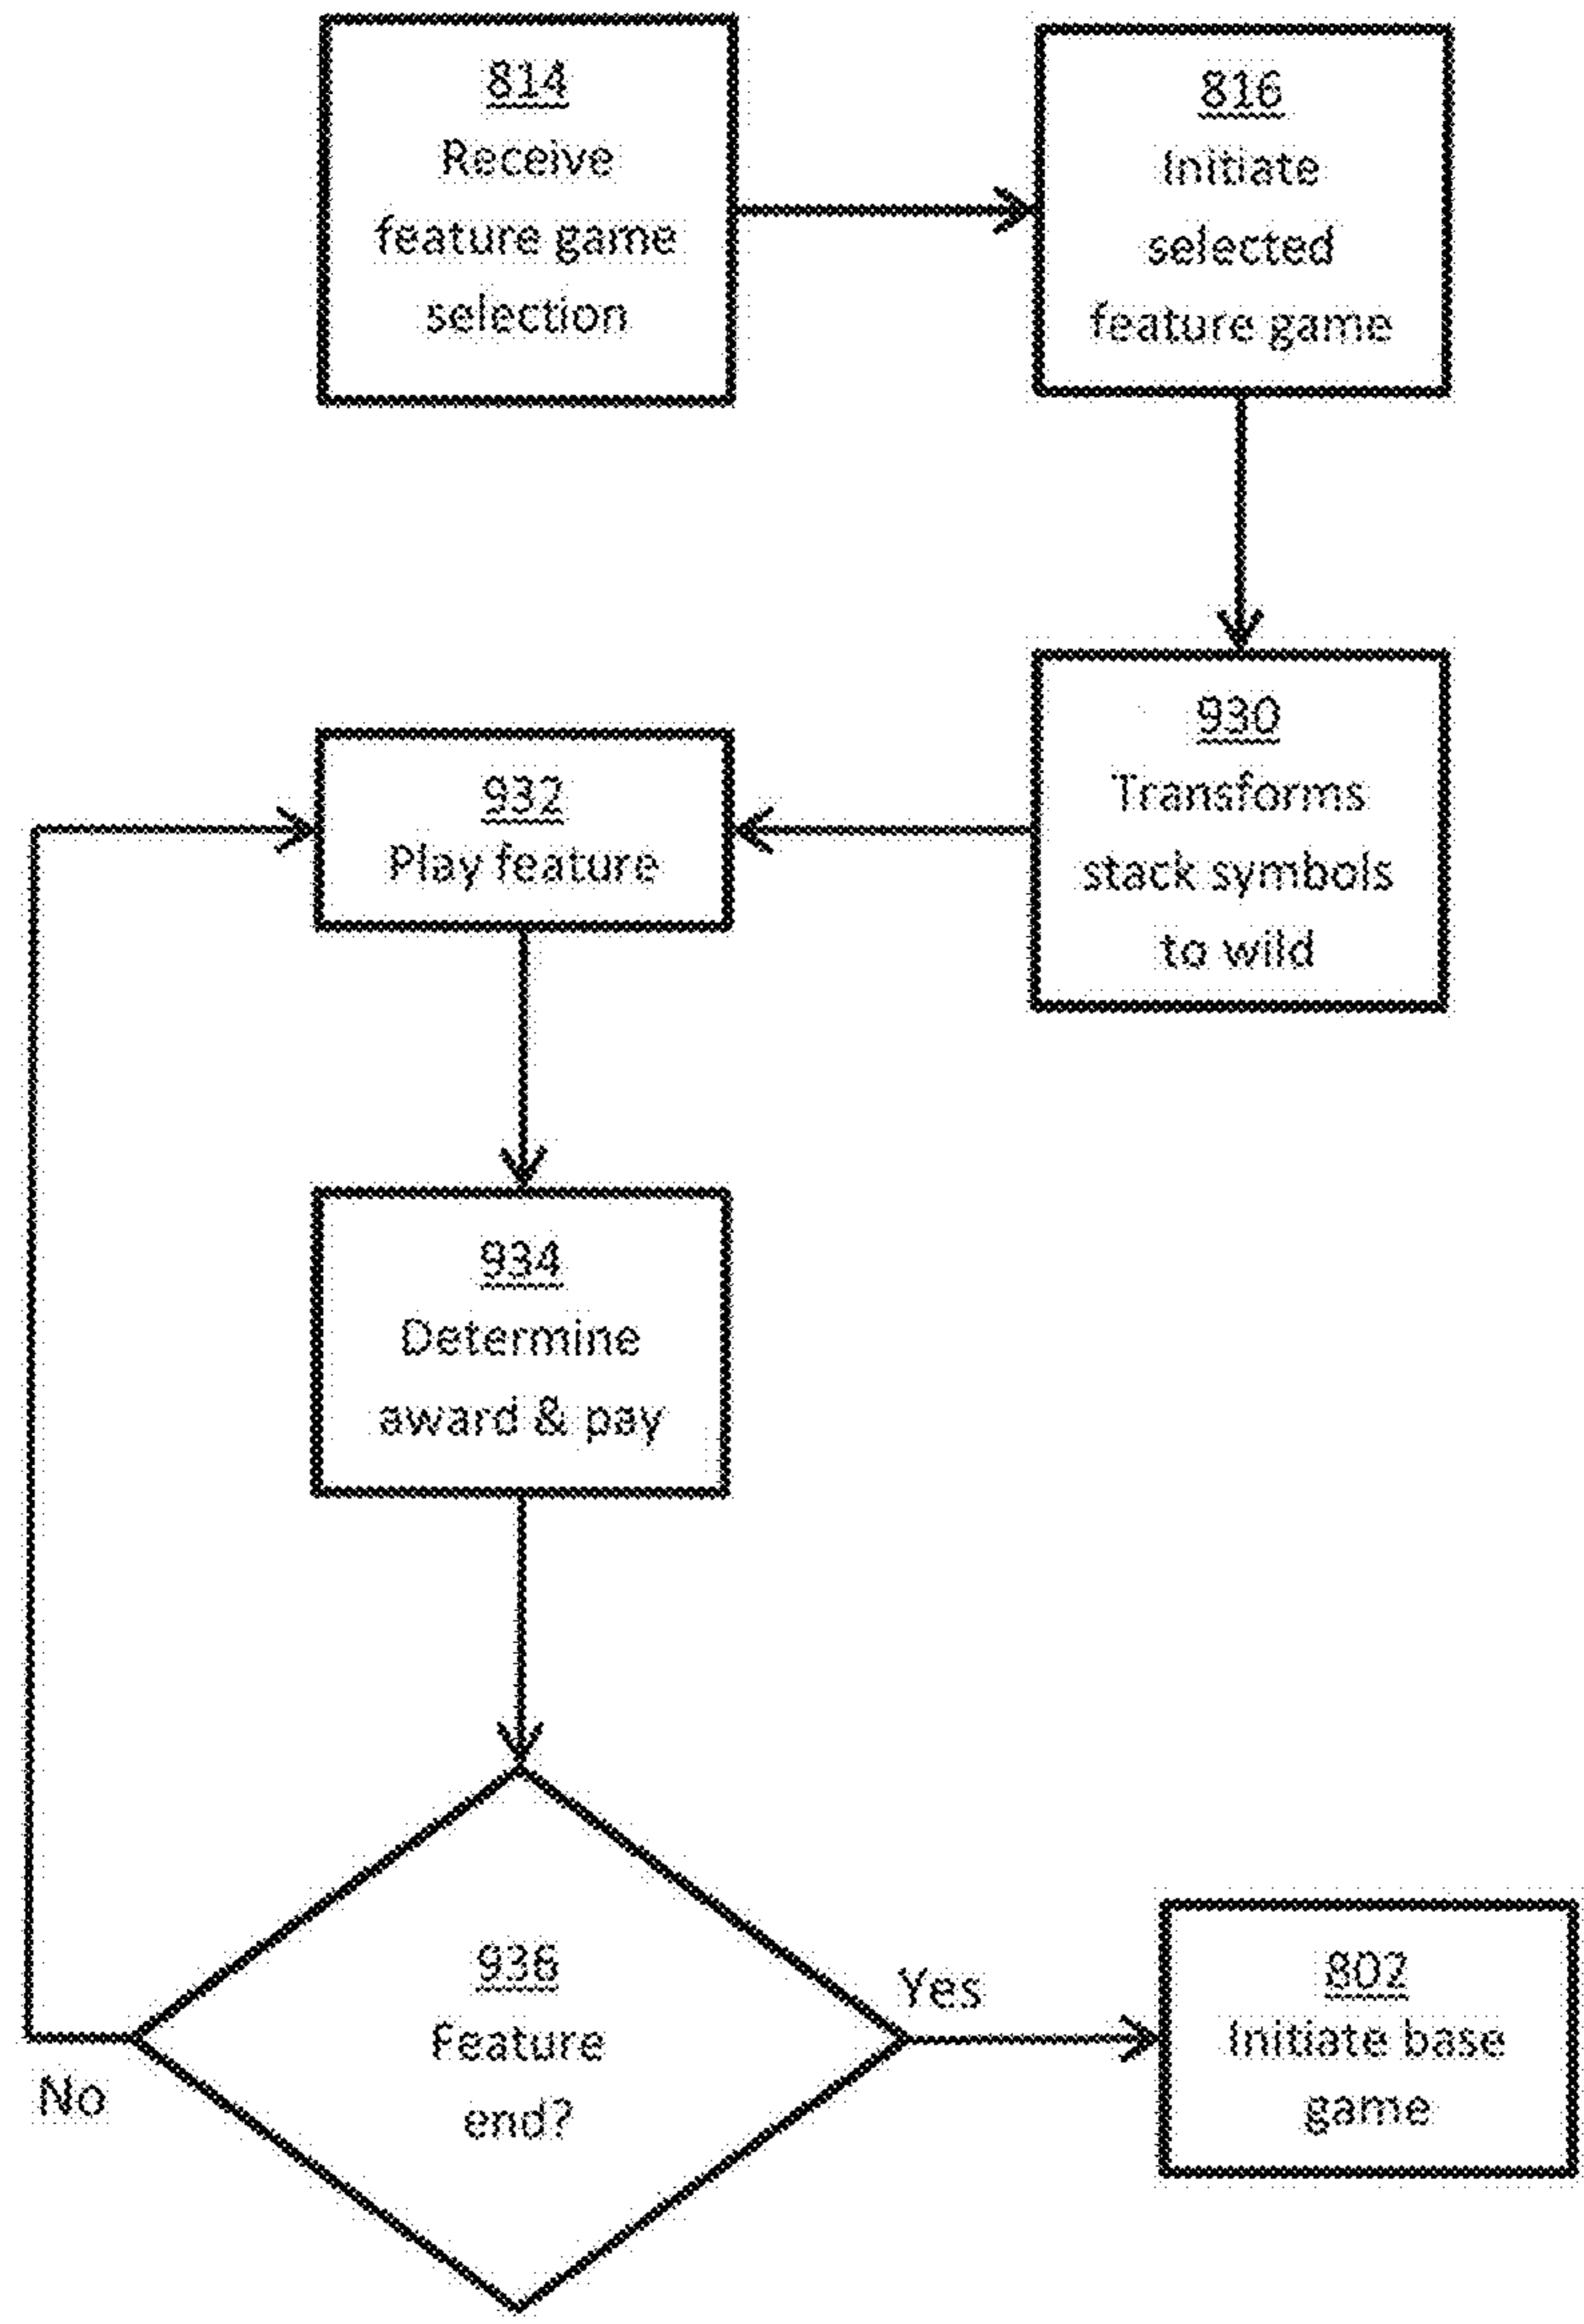 814
Receive
feature game
selection
816
Initiate
selected
feature game
930
Transforms
stack symbols
to wild
932
Play feature
934
Determine
award & pay
936
Feature
end?
Yes
No
802
Initiate base
game